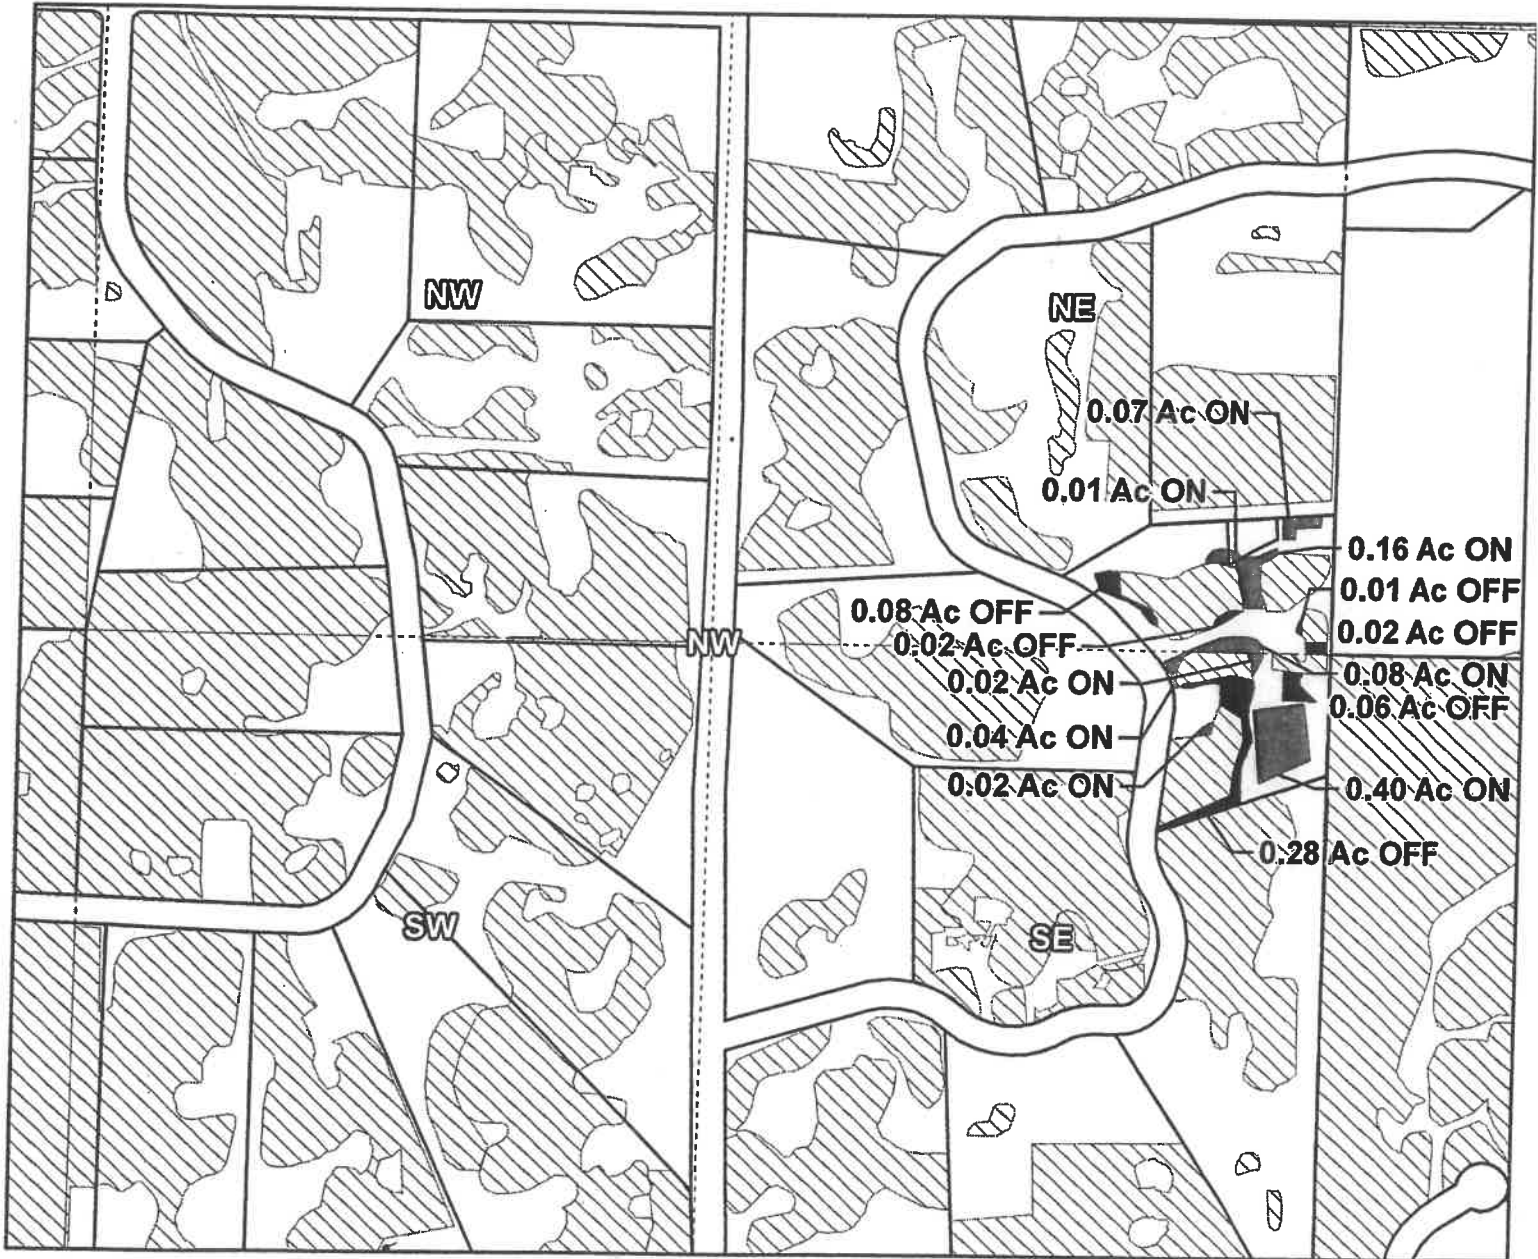 NW
NE
0.07 Ac ON
0.01 Ac ON
0.16 Ac ON
0.01 Ac OFF
0.08 Ac OFF
0.02 Ac OFF
0.02 Ac OFF
NW
0.08 Ac ON
0.02 Ac ON
0.06 Ac OFF
0.04 Ac ON
0.02 Ac ON
0.40 Ac ON
0.28 Ac OFF
SW
SE